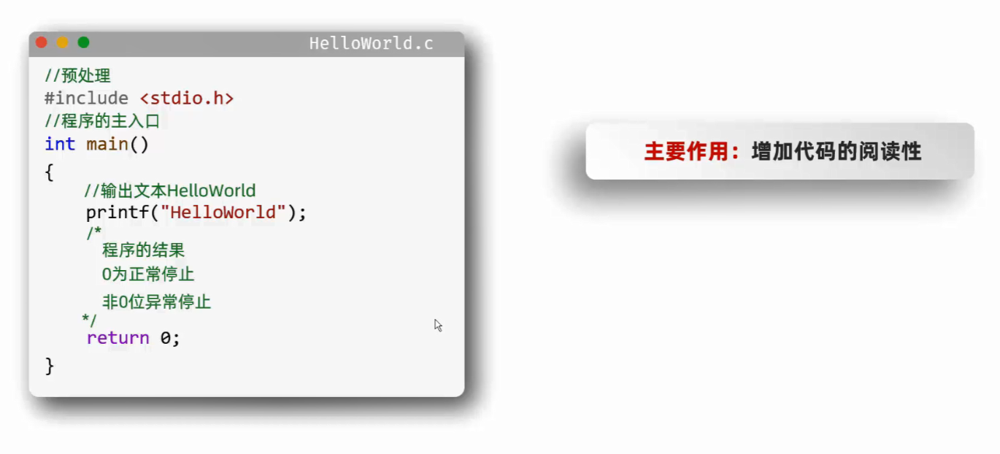 HelloWorld.c
//预处理
#include <stdio.h>
//程序的主入口
int main()
{
//输出文本HelloWorld
printf("HelloWorld");
/*
程序的结果
0为正常停止
非0位异常停止
*/
return 0;
}
主要作用：增加代码的阅读性